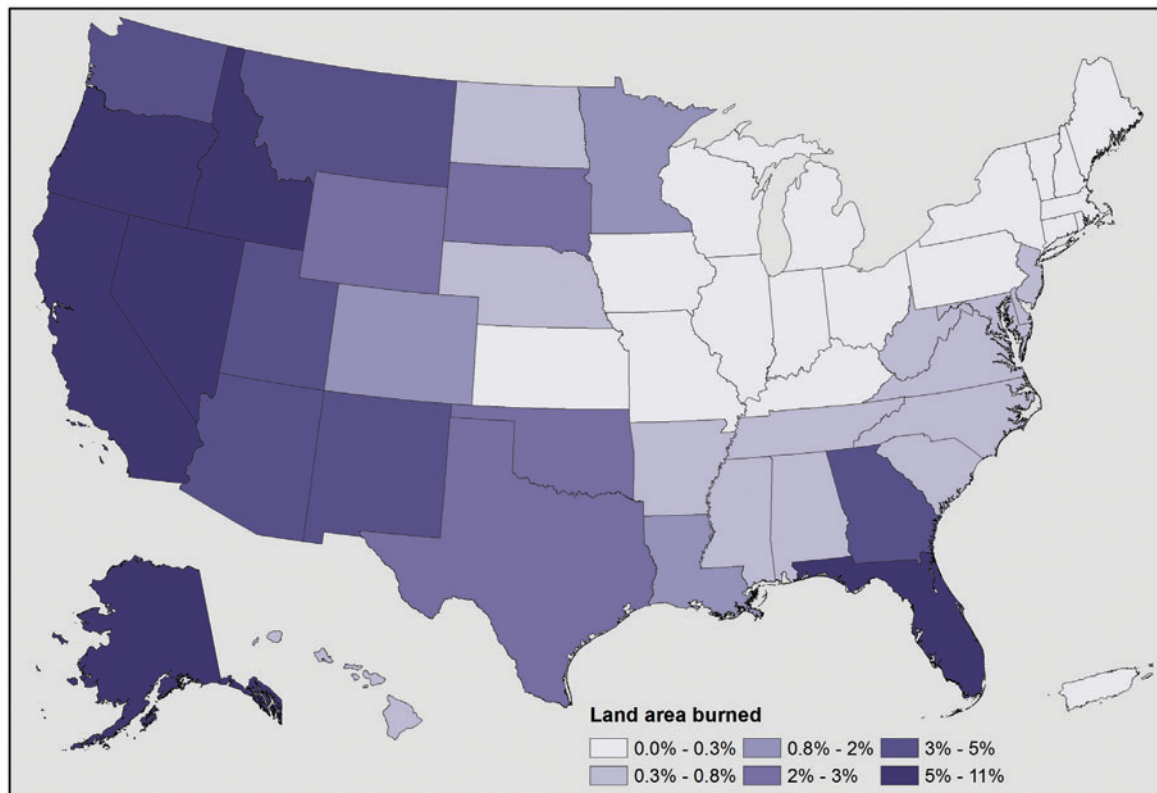 Land area burned
0.0% - 0.3% 0.8% - 2% 3% - 5%
0.3% - 0.8% 2% - 3% 5% - 11%